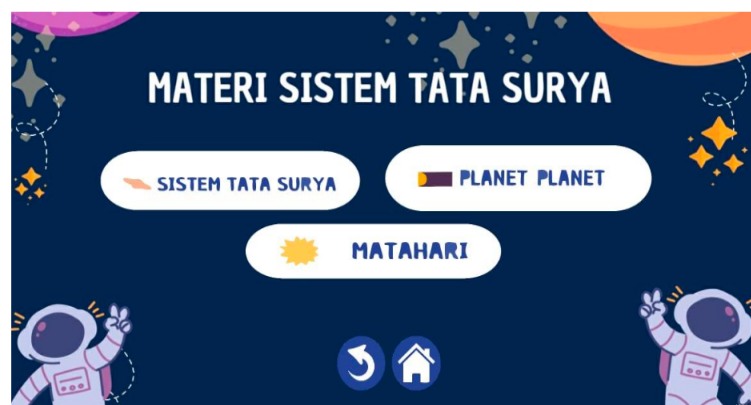 MATERI SISTEM TATA SURYA
SISTEM TATA SURYA
PLANET PLANET
MATAHARI